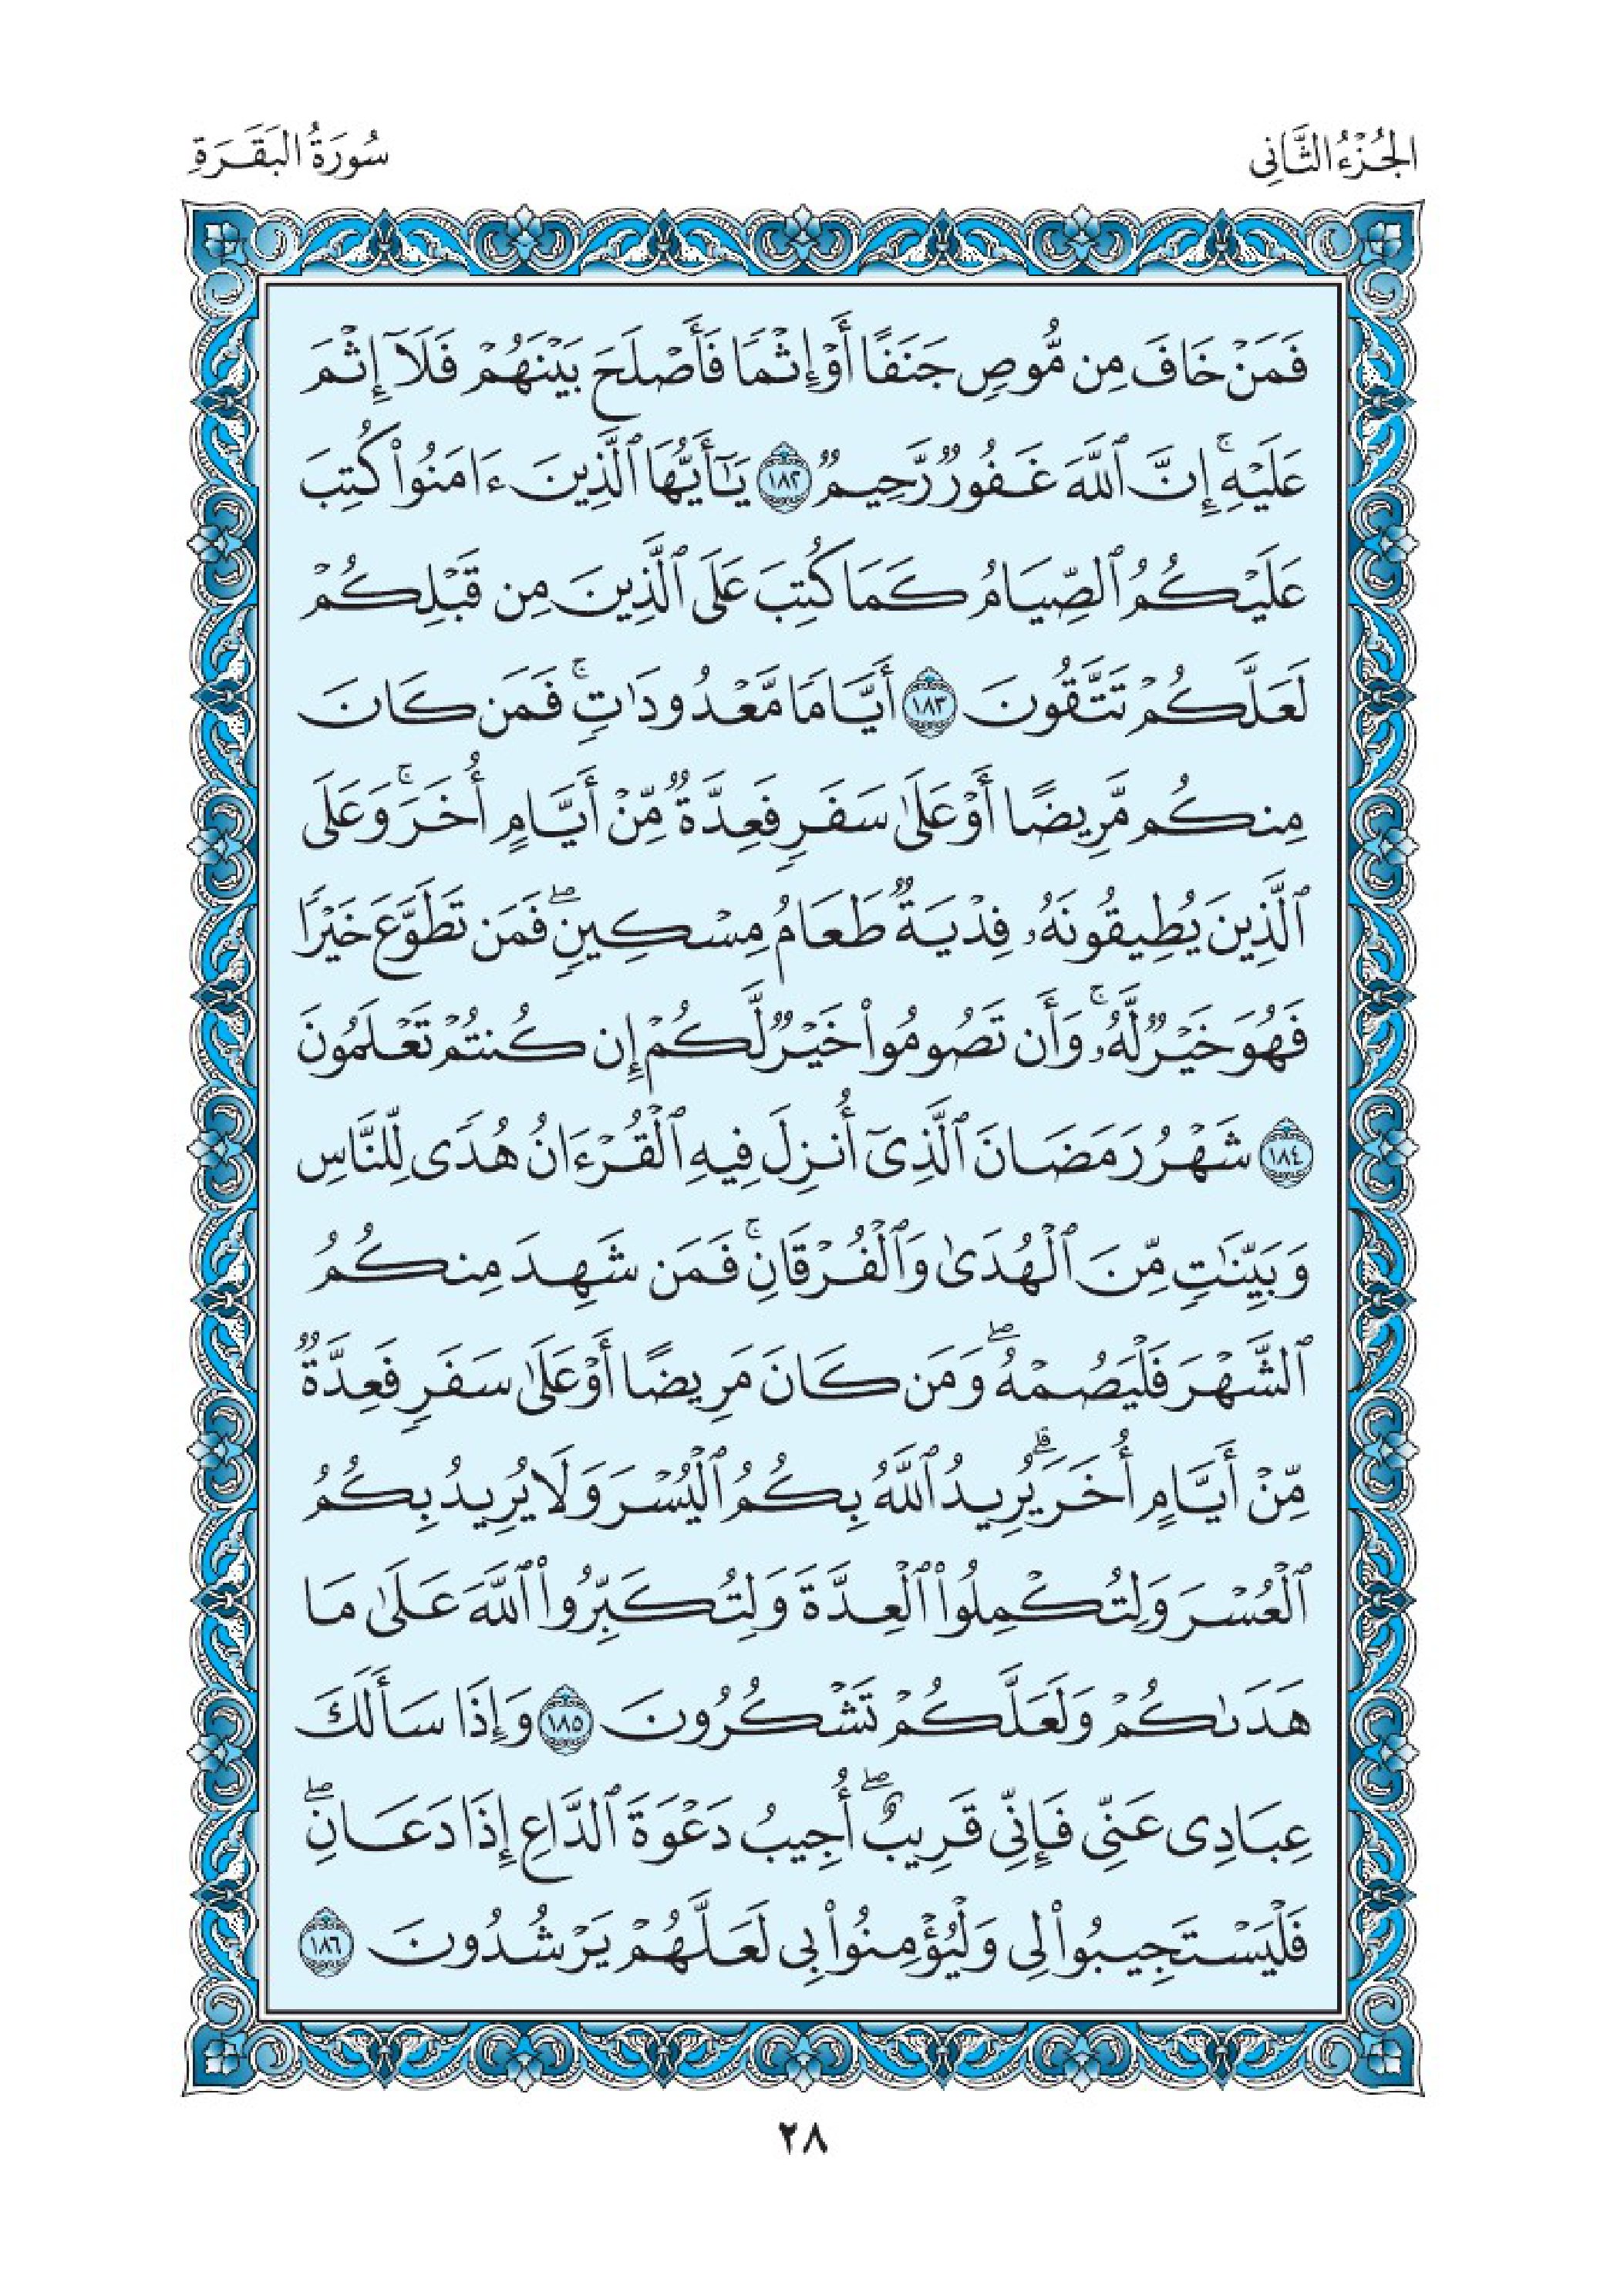 الجُزْءُ الثَّانِى
سُورَةُ البَقَرَةِ
فَمَنْ خَافَ مِن مُّوصٍ جَنَفًا أَوْ إِثْمًا فَأَصْلَحَ بَيْنَهُمْ فَلَآ إِثْمَ
عَلَيْهِۚ إِنَّ ٱللَّهَ غَفُورٌ رَّحِيمٌ ١٨٢ يَـٰٓأَيُّهَا ٱلَّذِينَ ءَامَنُوا۟ كُتِبَ
عَلَيْكُمُ ٱلصِّيَامُ كَمَا كُتِبَ عَلَى ٱلَّذِينَ مِن قَبْلِكُمْ
لَعَلَّكُمْ تَتَّقُونَ ١٨٣ أَيَّامًا مَّعْدُودَٰتٍۚ فَمَن كَانَ
مِنكُم مَّرِيضًا أَوْ عَلَىٰ سَفَرٍ فَعِدَّةٌ مِّنْ أَيَّامٍ أُخَرَۚ وَعَلَى
ٱلَّذِينَ يُطِيقُونَهُۥ فِدْيَةٌ طَعَامُ مِسْكِينٍۖ فَمَن تَطَوَّعَ خَيْرًا
فَهُوَ خَيْرٌ لَّهُۥۚ وَأَن تَصُومُوا۟ خَيْرٌ لَّكُمْ إِن كُنتُمْ تَعْلَمُونَ
١٨٤ شَهْرُ رَمَضَانَ ٱلَّذِىٓ أُنزِلَ فِيهِ ٱلْقُرْءَانُ هُدًى لِّلنَّاسِ
وَبَيِّنَـٰتٍ مِّنَ ٱلْهُدَىٰ وَٱلْفُرْقَانِۚ فَمَن شَهِدَ مِنكُمُ
ٱلشَّهْرَ فَلْيَصُمْهُۖ وَمَن كَانَ مَرِيضًا أَوْ عَلَىٰ سَفَرٍ فَعِدَّةٌ
مِّنْ أَيَّامٍ أُخَرَۗ يُرِيدُ ٱللَّهُ بِكُمُ ٱلْيُسْرَ وَلَا يُرِيدُ بِكُمُ
ٱلْعُسْرَ وَلِتُكْمِلُوا۟ ٱلْعِدَّةَ وَلِتُكَبِّرُوا۟ ٱللَّهَ عَلَىٰ مَا
هَدَىٰكُمْ وَلَعَلَّكُمْ تَشْكُرُونَ ١٨٥ وَإِذَا سَأَلَكَ
عِبَادِى عَنِّى فَإِنِّى قَرِيبٌۖ أُجِيبُ دَعْوَةَ ٱلدَّاعِ إِذَا دَعَانِۖ
فَلْيَسْتَجِيبُوا۟ لِى وَلْيُؤْمِنُوا۟ بِى لَعَلَّهُمْ يَرْشُدُونَ ١٨٦
٢٨